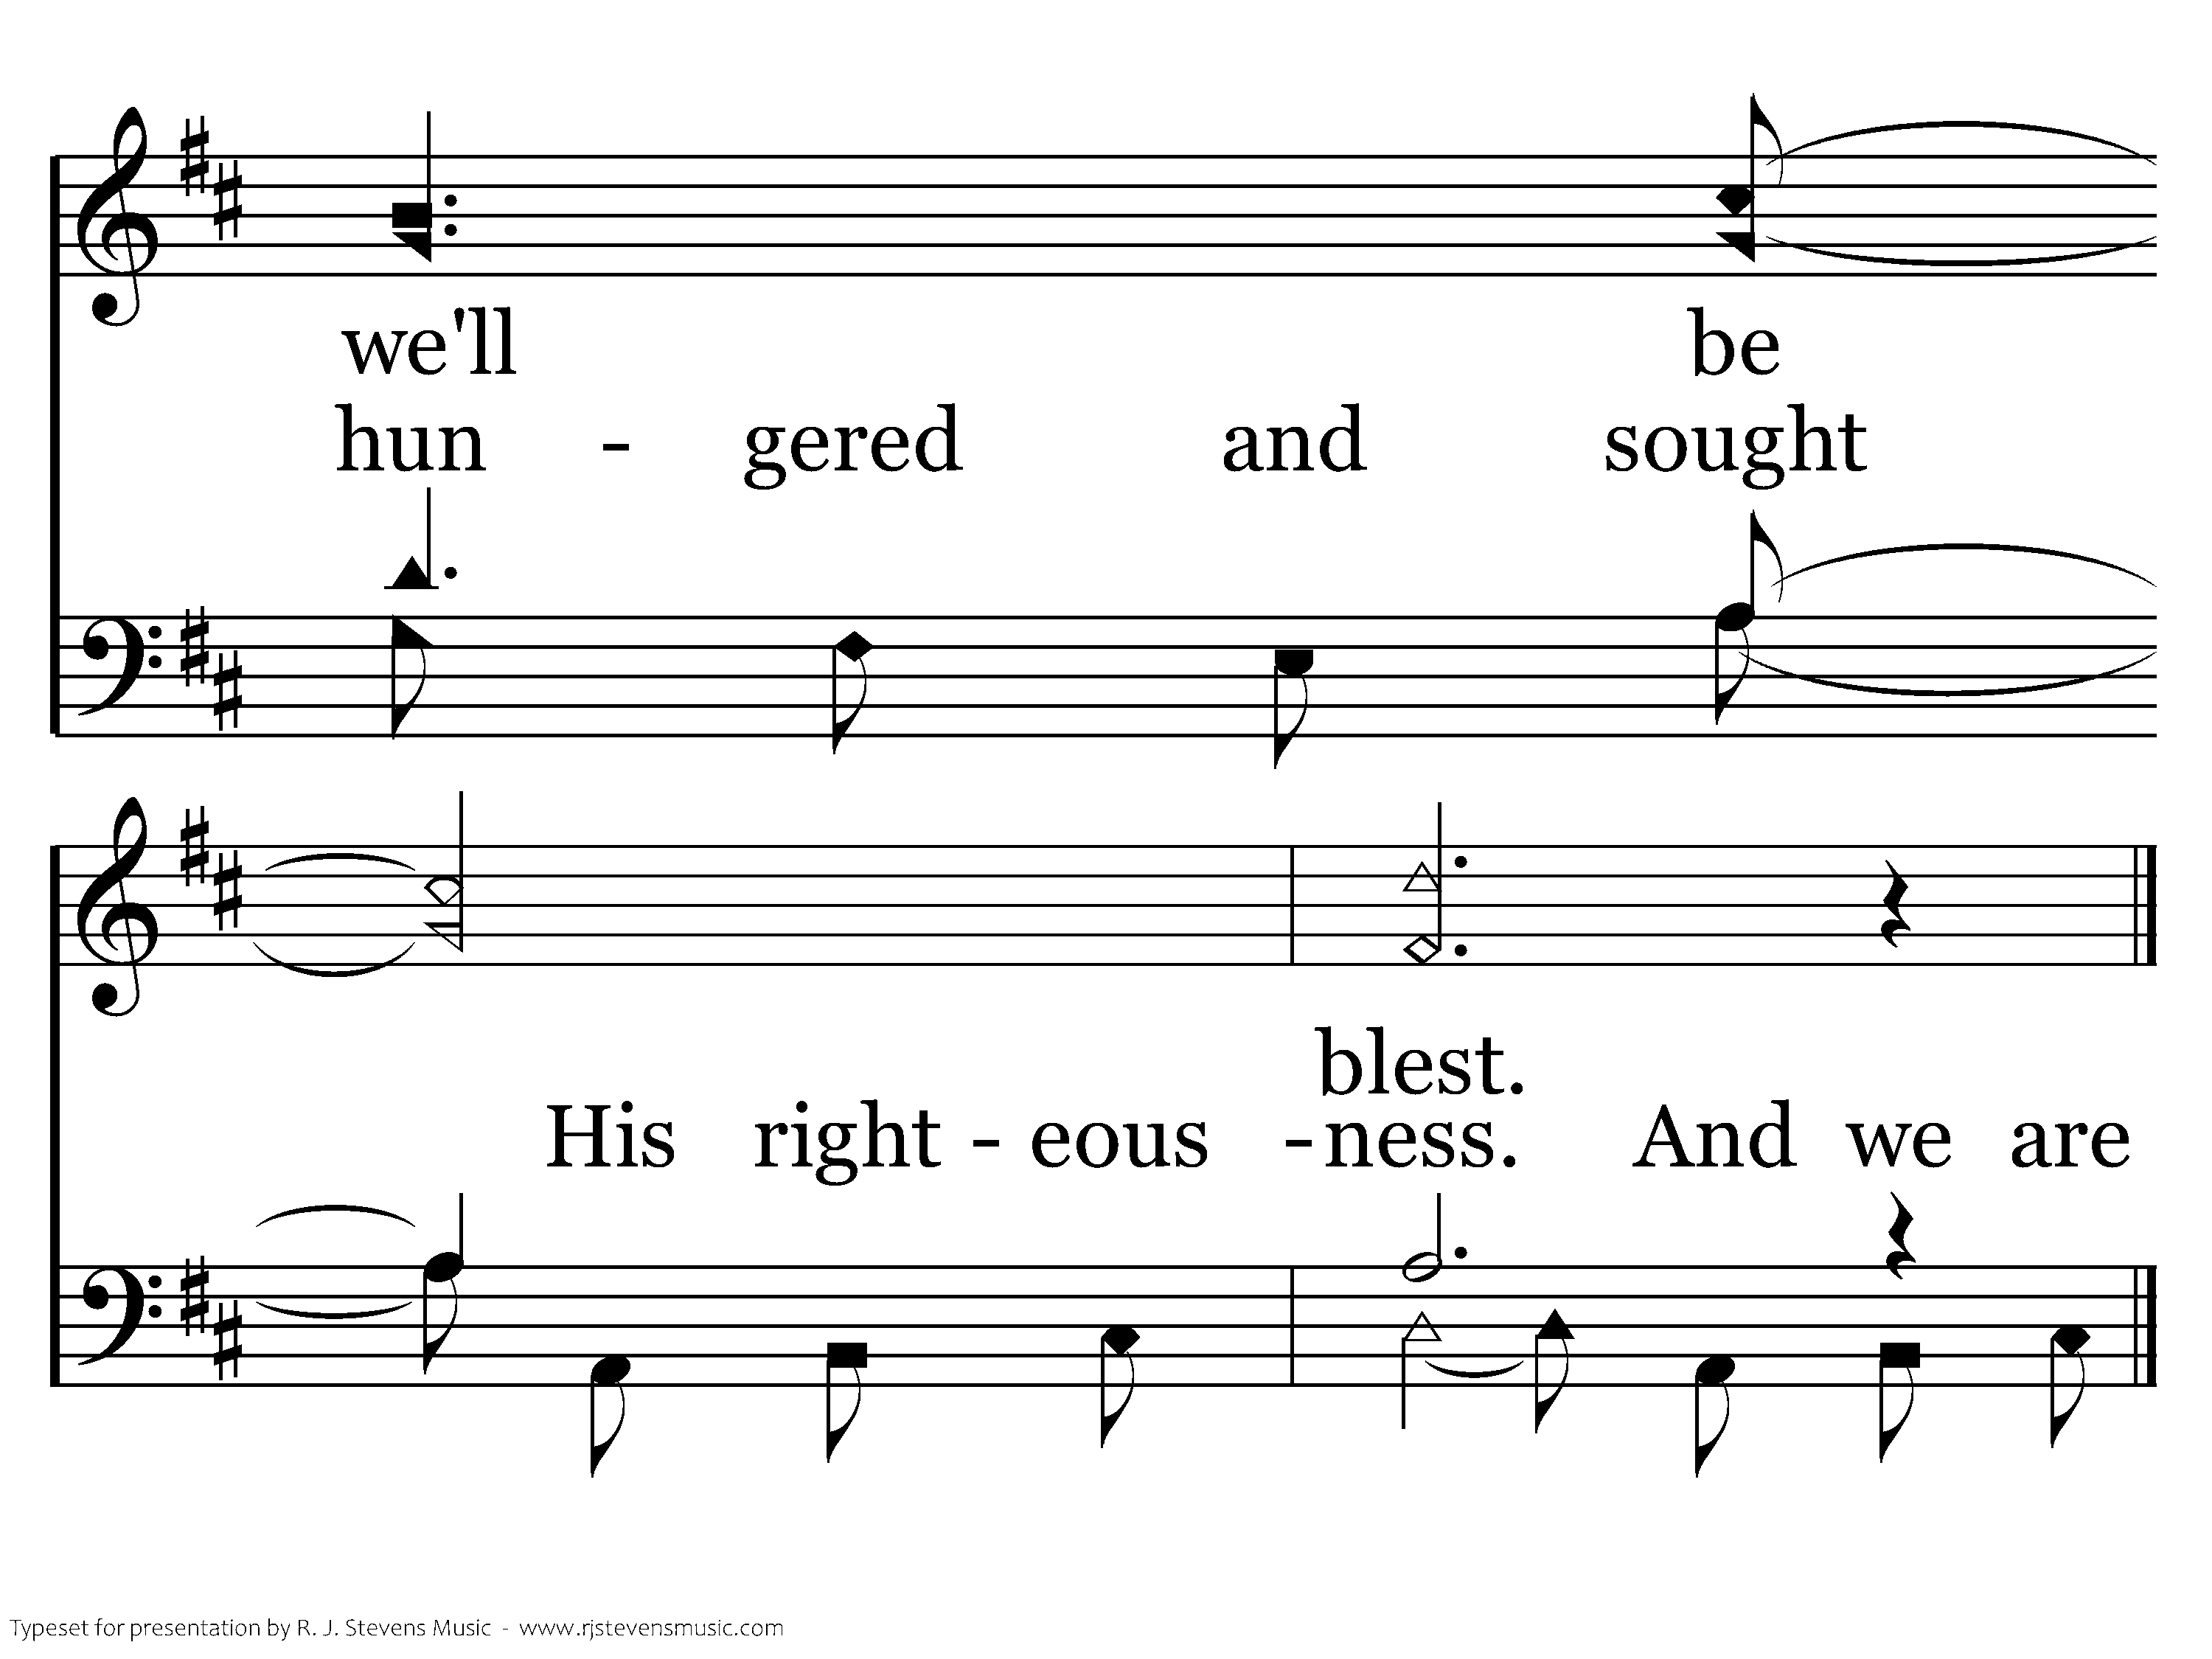 we'll be
hun - gered and sought
blest.
His right - eous - ness. And we are
Typeset for presentation by R. J. Stevens Music - www.rjstevensmusic.com